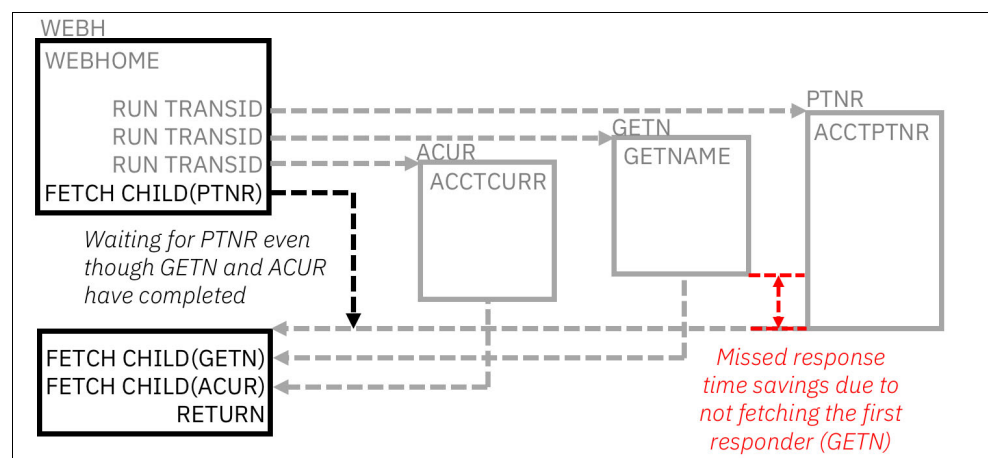 WEBH
WEBHOME
RUN TRANSID
RUN TRANSID
RUN TRANSID
FETCH CHILD(PTNR)
PTNR
ACCTPTNR
GETN
GETNAME
ACUR
ACCTCURR
Waiting for PTNR even
though GETN and ACUR
have completed
FETCH CHILD(GETN)
FETCH CHILD(ACUR)
RETURN
Missed response
time savings due to
not fetching the first
responder (GETN)